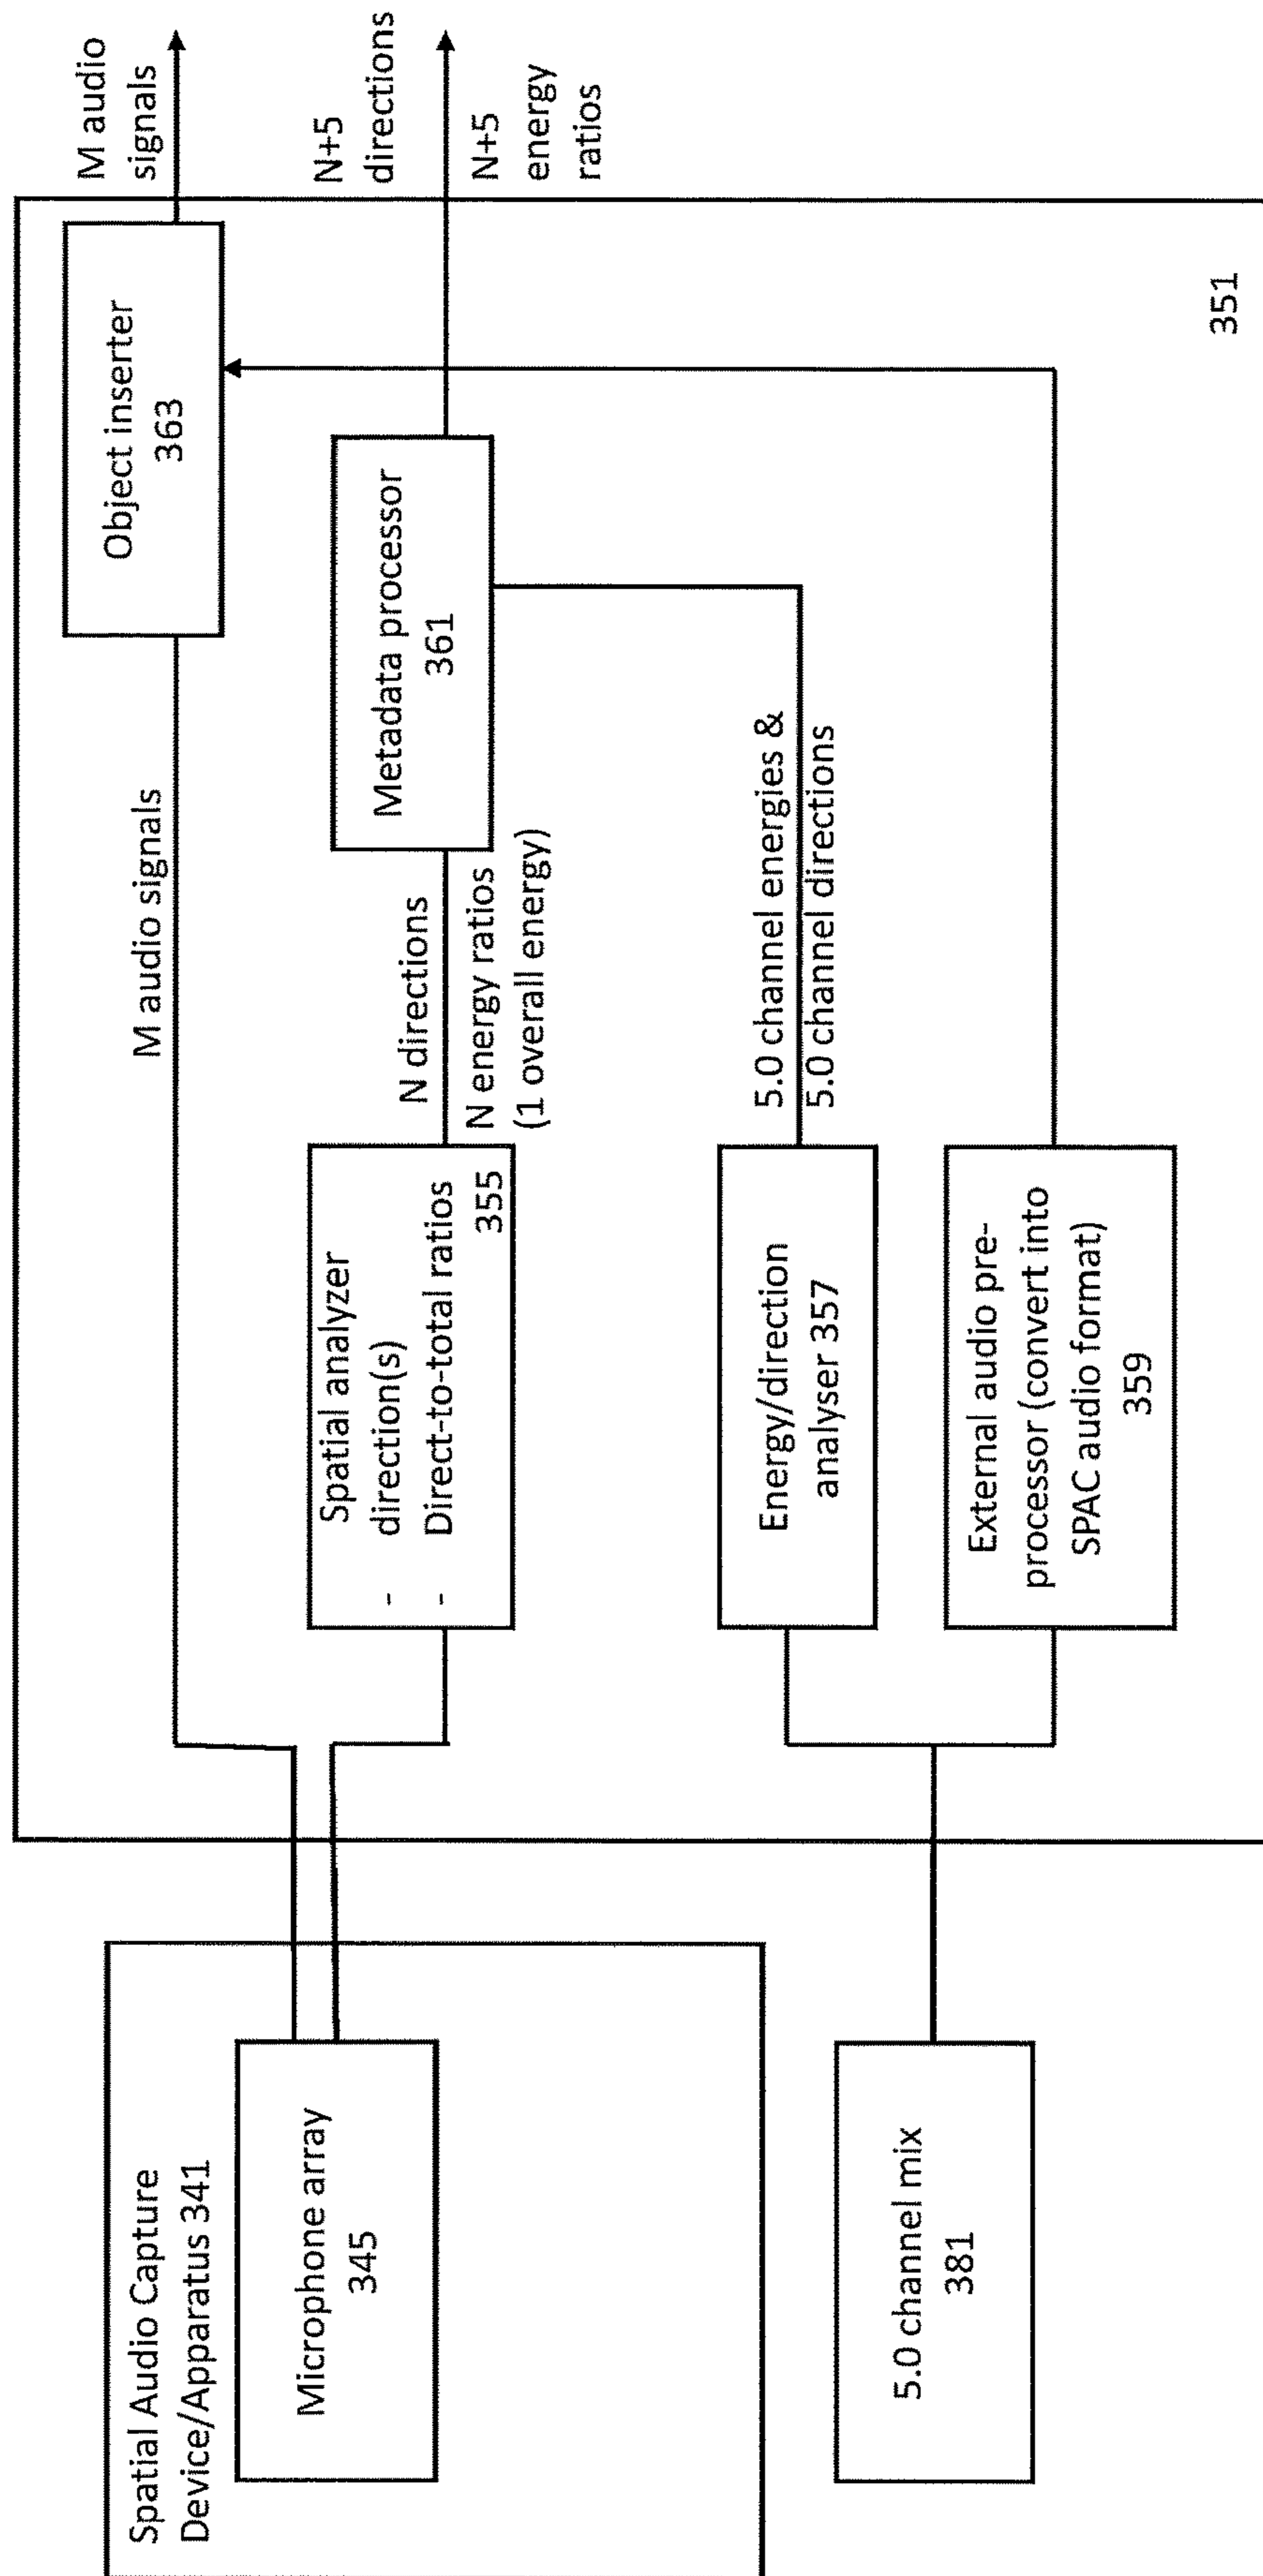 Spatial Audio Capture
Device/Apparatus 341
Microphone array
345
5.0 channel mix
381
M audio signals
Spatial analyzer
- direction(s)
- Direct-to-total ratios
355
N directions
N energy ratios
(1 overall energy)
Energy/direction
analyser 357
5.0 channel energies &
5.0 channel directions
External audio pre-
processor (convert into
SPAC audio format)
359
Metadata processor
361
Object inserter
363
351
M audio
signals
N+5
directions
N+5
energy
ratios